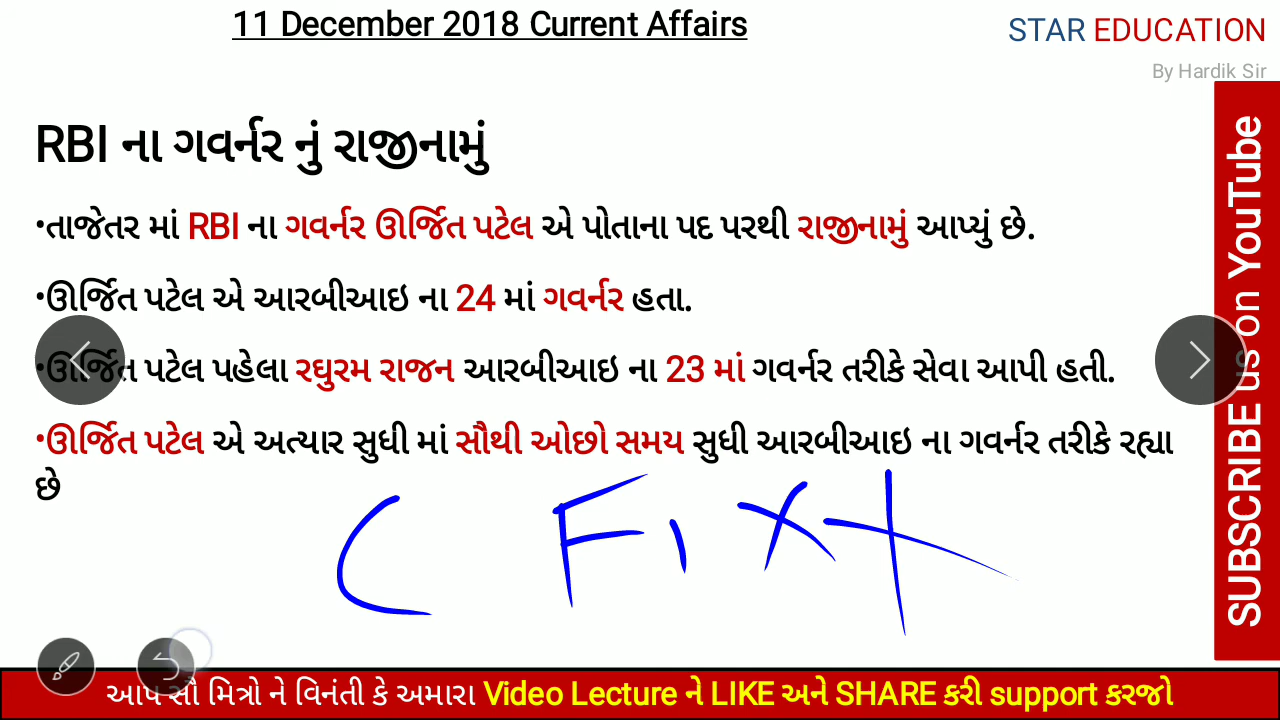 11 December 2018 Current Affairs
STAR EDUCATION
By Hardik Sir
RBI ના ગવર્નર નું રાજીનામું
•તાજેતર માં RBI ના ગવર્નર ઊર્જિત પટેલ એ પોતાના પદ પરથી રાજીનામું આપ્યું છે.
•ઊર્જિત પટેલ એ આરબીઆઇ ના 24 માં ગવર્નર હતા.
•ઊર્જિત પટેલ પહેલા રઘુરમ રાજન આરબીઆઇ ના 23 માં ગવર્નર તરીકે સેવા આપી હતી.
•ઊર્જિત પટેલ એ અત્યાર સુધી માં સૌથી ઓછો સમય સુધી આરબીઆઇ ના ગવર્નર તરીકે રહ્યા
છે
SUBSCRIBE us on YouTube
આપ સૌ મિત્રો ને વિનંતી કે અમારા Video Lecture ને LIKE અને SHARE કરી support કરજો